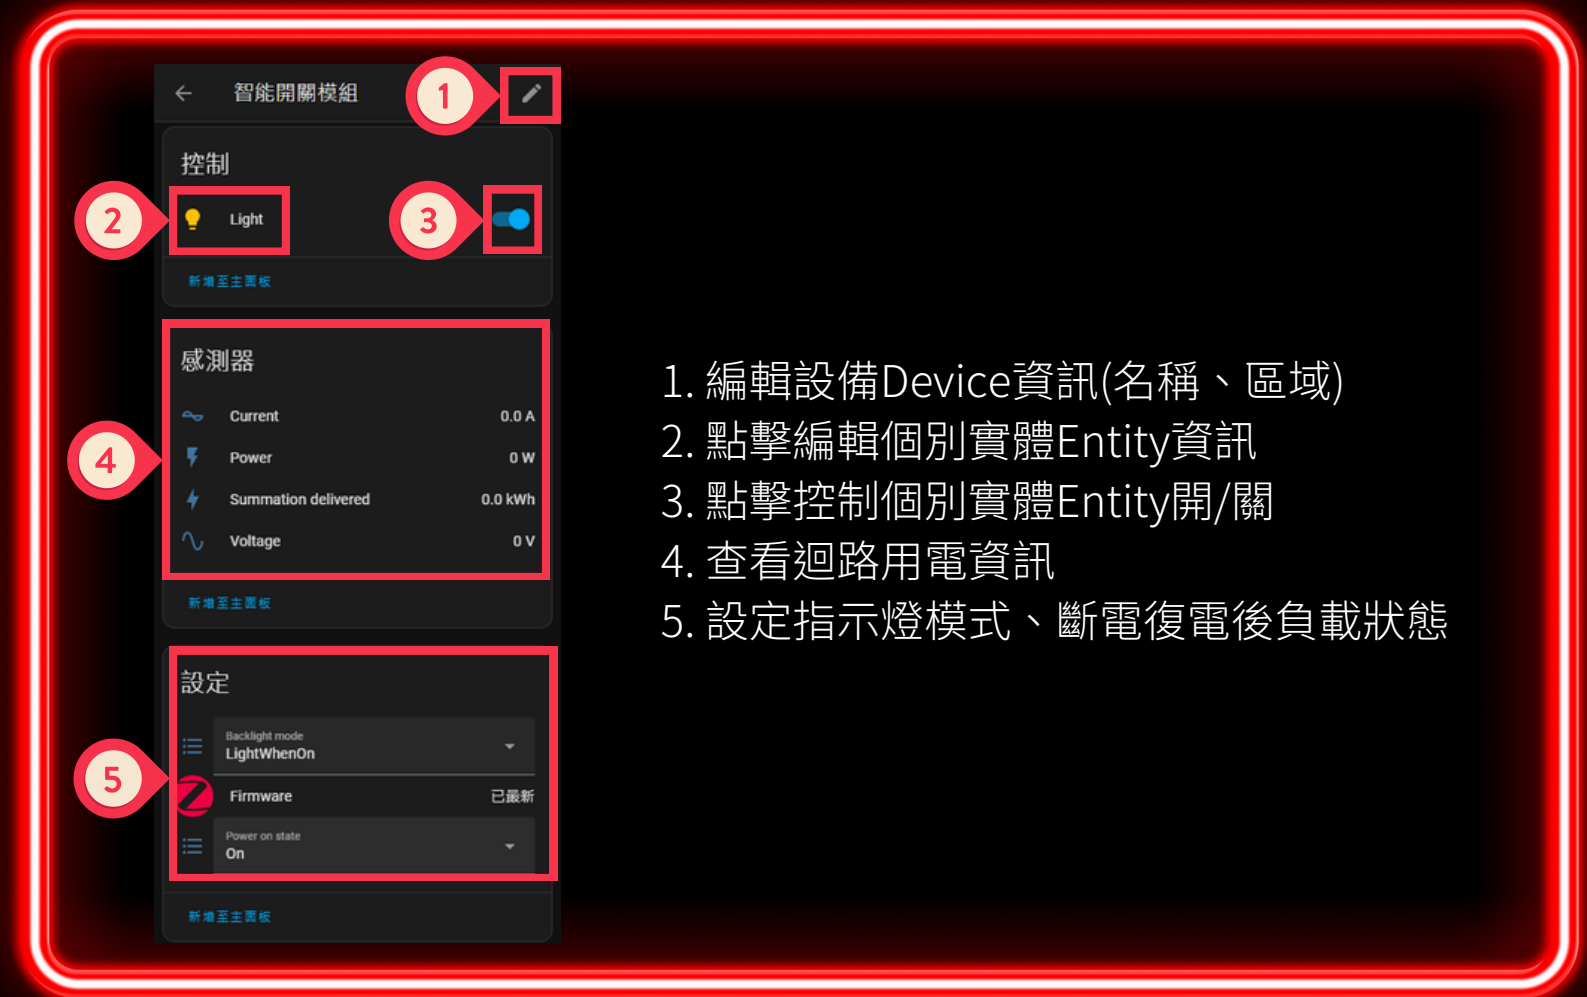 智能開關模組
1
控制
2
Light
3
新增至主面板
感測器
Current 0.0 A
4
Power 0 W
Summation delivered 0.0 kWh
Voltage 0 V
新增至主面板
設定
Backlight mode
LightWhenOn
5
Firmware 已最新
Power on state
On
新增至主面板
1. 編輯設備Device資訊(名稱、區域)
2. 點擊編輯個別實體Entity資訊
3. 點擊控制個別實體Entity開/關
4. 查看迴路用電資訊
5. 設定指示燈模式、斷電復電後負載狀態